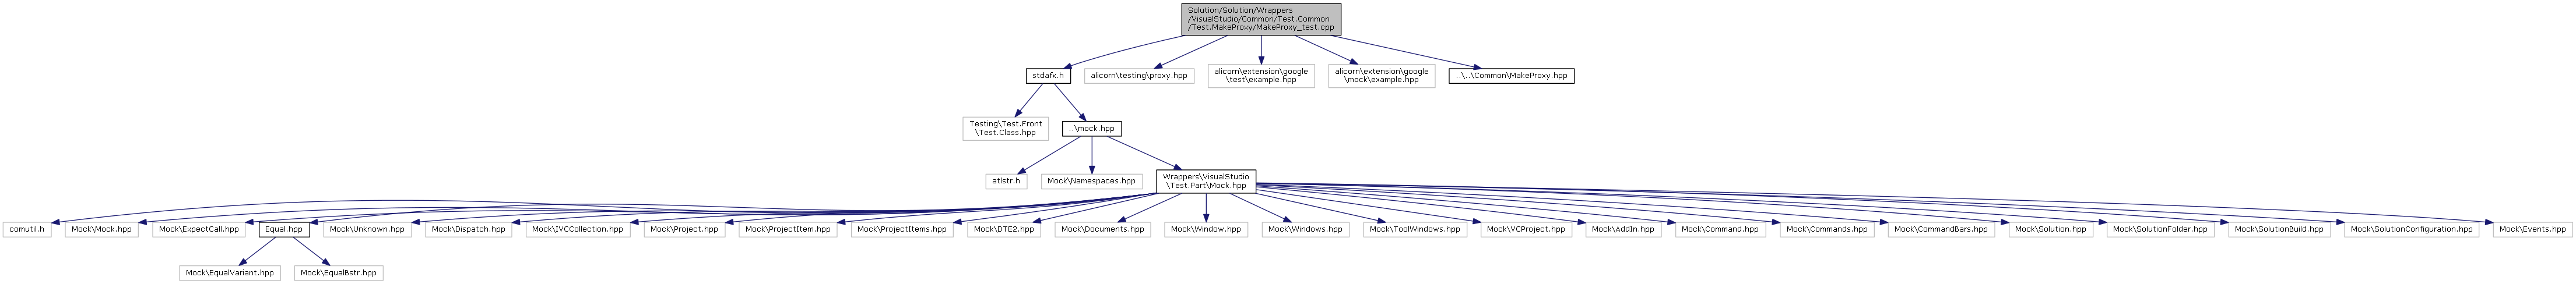 Solution/Solution/Wrappers
/VisualStudio/Common/Test.Common
/Test.MakeProxy/MakeProxy_test.cpp
stdafx.h
alicorn\testing\proxy.hpp
alicorn\extension\google
\test\example.hpp
alicorn\extension\google
\mock\example.hpp
..\..\Common\MakeProxy.hpp
Testing\Test.Front
\Test.Class.hpp
..\mock.hpp
atlstr.h
Mock\Namespaces.hpp
Wrappers\VisualStudio
\Test.Part\Mock.hpp
comutil.h
Mock\Mock.hpp
Mock\ExpectCall.hpp
Equal.hpp
Mock\Unknown.hpp
Mock\Dispatch.hpp
Mock\IVCCollection.hpp
Mock\Project.hpp
Mock\ProjectItem.hpp
Mock\ProjectItems.hpp
Mock\DTE2.hpp
Mock\Documents.hpp
Mock\Window.hpp
Mock\Windows.hpp
Mock\ToolWindows.hpp
Mock\VCProject.hpp
Mock\AddIn.hpp
Mock\Command.hpp
Mock\Commands.hpp
Mock\CommandBars.hpp
Mock\Solution.hpp
Mock\SolutionFolder.hpp
Mock\SolutionBuild.hpp
Mock\SolutionConfiguration.hpp
Mock\Events.hpp
Mock\EqualVariant.hpp
Mock\EqualBstr.hpp